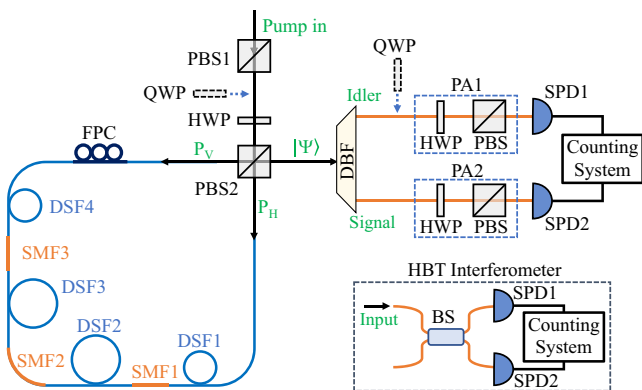 Pump in
PBS1
QWP
HWP
FPC
P_V
|Ψ⟩
PBS2
P_H
DSF4
SMF3
DSF3
DSF2
SMF2
SMF1
DSF1
QWP
Idler
PA1
SPD1
HWP
PBS
DBF
Counting
System
PA2
Signal
HWP
PBS
SPD2
HBT Interferometer
Input
BS
SPD1
Counting
System
SPD2